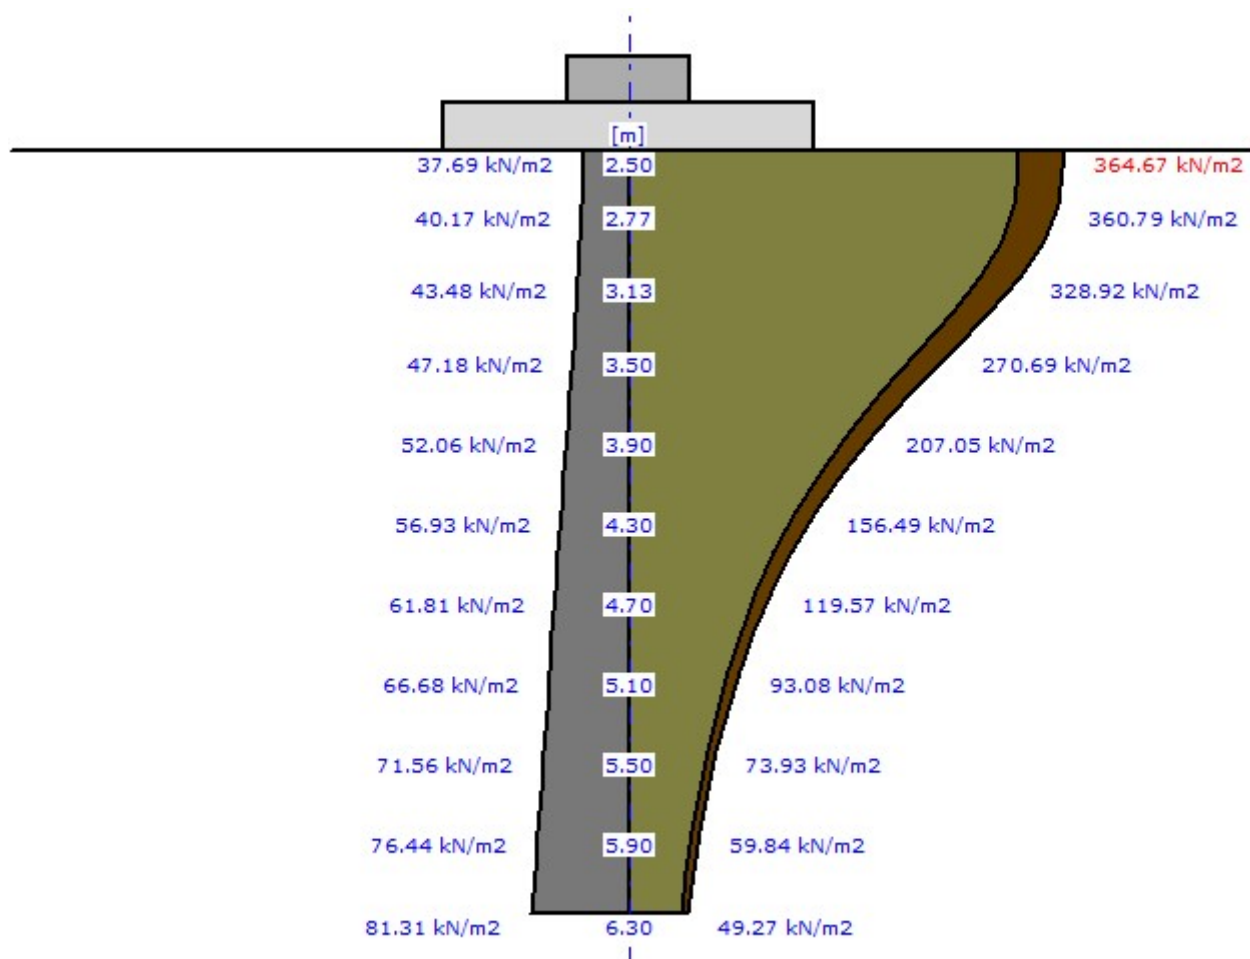 [m]
37.69 kN/m2 2.50 364.67 kN/m2
40.17 kN/m2 2.77 360.79 kN/m2
43.48 kN/m2 3.13 328.92 kN/m2
47.18 kN/m2 3.50 270.69 kN/m2
52.06 kN/m2 3.90 207.05 kN/m2
56.93 kN/m2 4.30 156.49 kN/m2
61.81 kN/m2 4.70 119.57 kN/m2
66.68 kN/m2 5.10 93.08 kN/m2
71.56 kN/m2 5.50 73.93 kN/m2
76.44 kN/m2 5.90 59.84 kN/m2
81.31 kN/m2 6.30 49.27 kN/m2